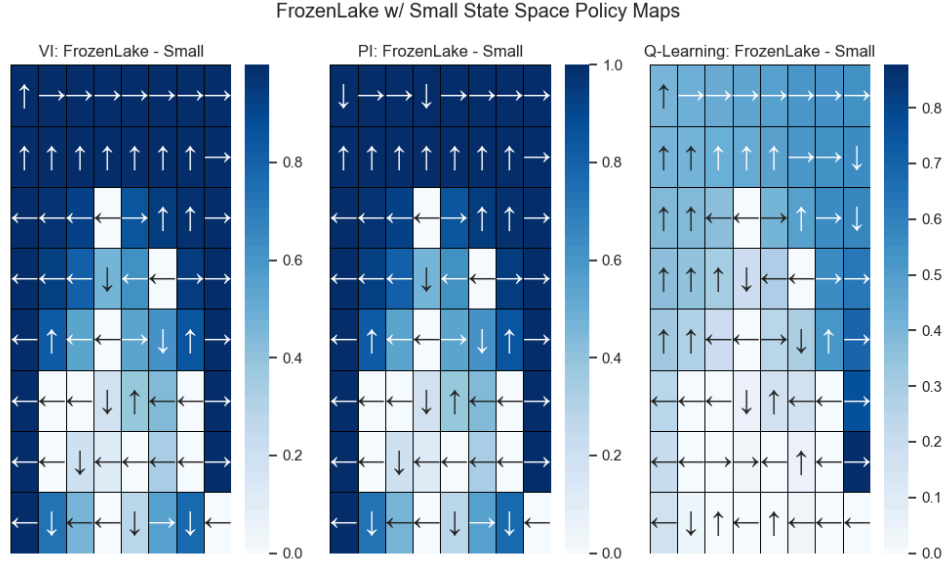 FrozenLake w/ Small State Space Policy Maps
VI: FrozenLake - Small
PI: FrozenLake - Small
Q-Learning: FrozenLake - Small
↑ → → → → → → →
↑ ↑ ↑ ↑ ↑ ↑ ↑ →
← ← ← ← → ↑ ↑ →
← ← ← ↓ ← ← → →
← ↑ ← ← → ↓ ↑ →
← ← ← ↓ ↑ ← ← →
← ← ↓ ← ← ← ← →
← ↓ ← ← ↓ → ↓ ←
0.8
0.6
0.4
0.2
0.0
↓ → → ↓ → → → →
↑ ↑ ↑ ↑ ↑ ↑ ↑ →
← ← ← ← → ↑ ↑ →
← ← ← ↓ ← ← → →
← ↑ ← ← → ↓ ↑ →
← ← ← ↓ ↑ ← ← →
← ← ↓ ← ← ← ← →
← ↓ ← ← ↓ → ↓ ←
1.0
0.8
0.6
0.4
0.2
0.0
↑ → → → → → → →
↑ ↑ ↑ ↑ ↑ → → ↓
↑ ↑ ← ← → ↑ → ↓
↑ ↑ ↑ ↓ ← ← → →
↑ ↑ ← ← → ↓ ↑ →
← ← ← ↓ ↑ ← ← →
← ← → → ← ↑ ← →
← ↓ ↑ ← ↑ ← ← ←
0.8
0.7
0.6
0.5
0.4
0.3
0.2
0.1
0.0